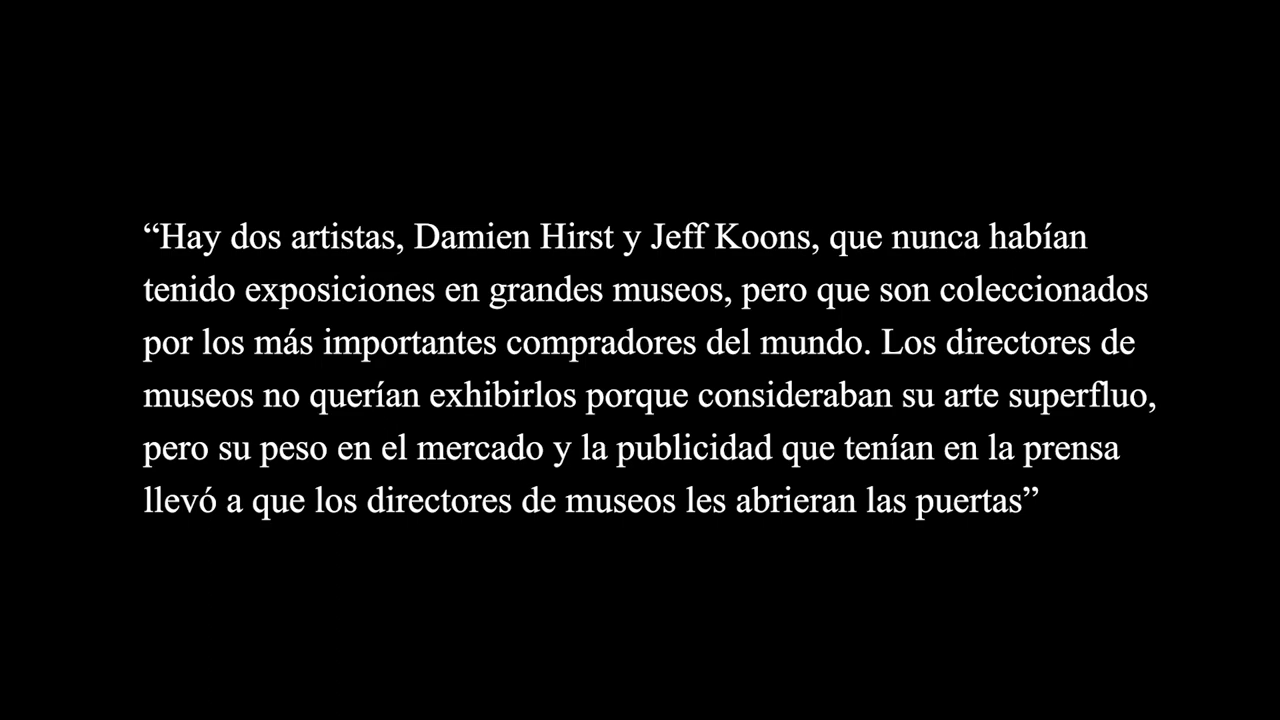 “Hay dos artistas, Damien Hirst y Jeff Koons, que nunca habían
tenido exposiciones en grandes museos, pero que son coleccionados
por los más importantes compradores del mundo. Los directores de
museos no querían exhibirlos porque consideraban su arte superfluo,
pero su peso en el mercado y la publicidad que tenían en la prensa
llevó a que los directores de museos les abrieran las puertas”